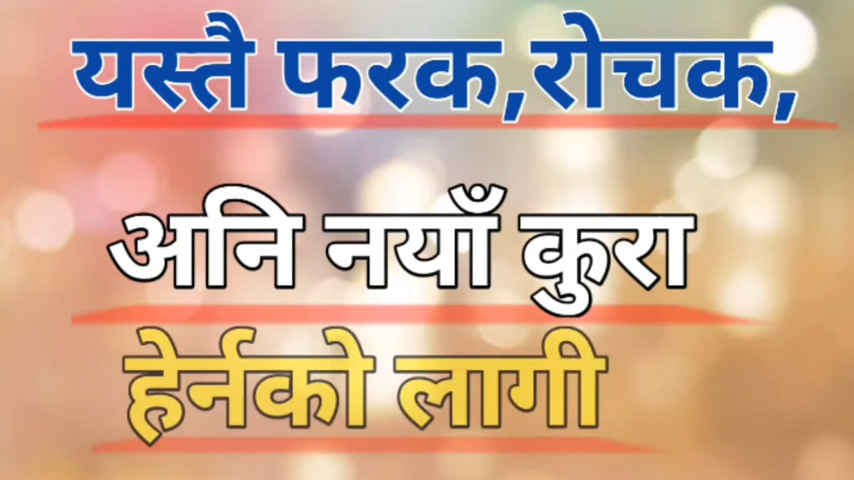 यस्तै फरक,रोचक,
अनि नयाँ कुरा
हेर्नको लागी